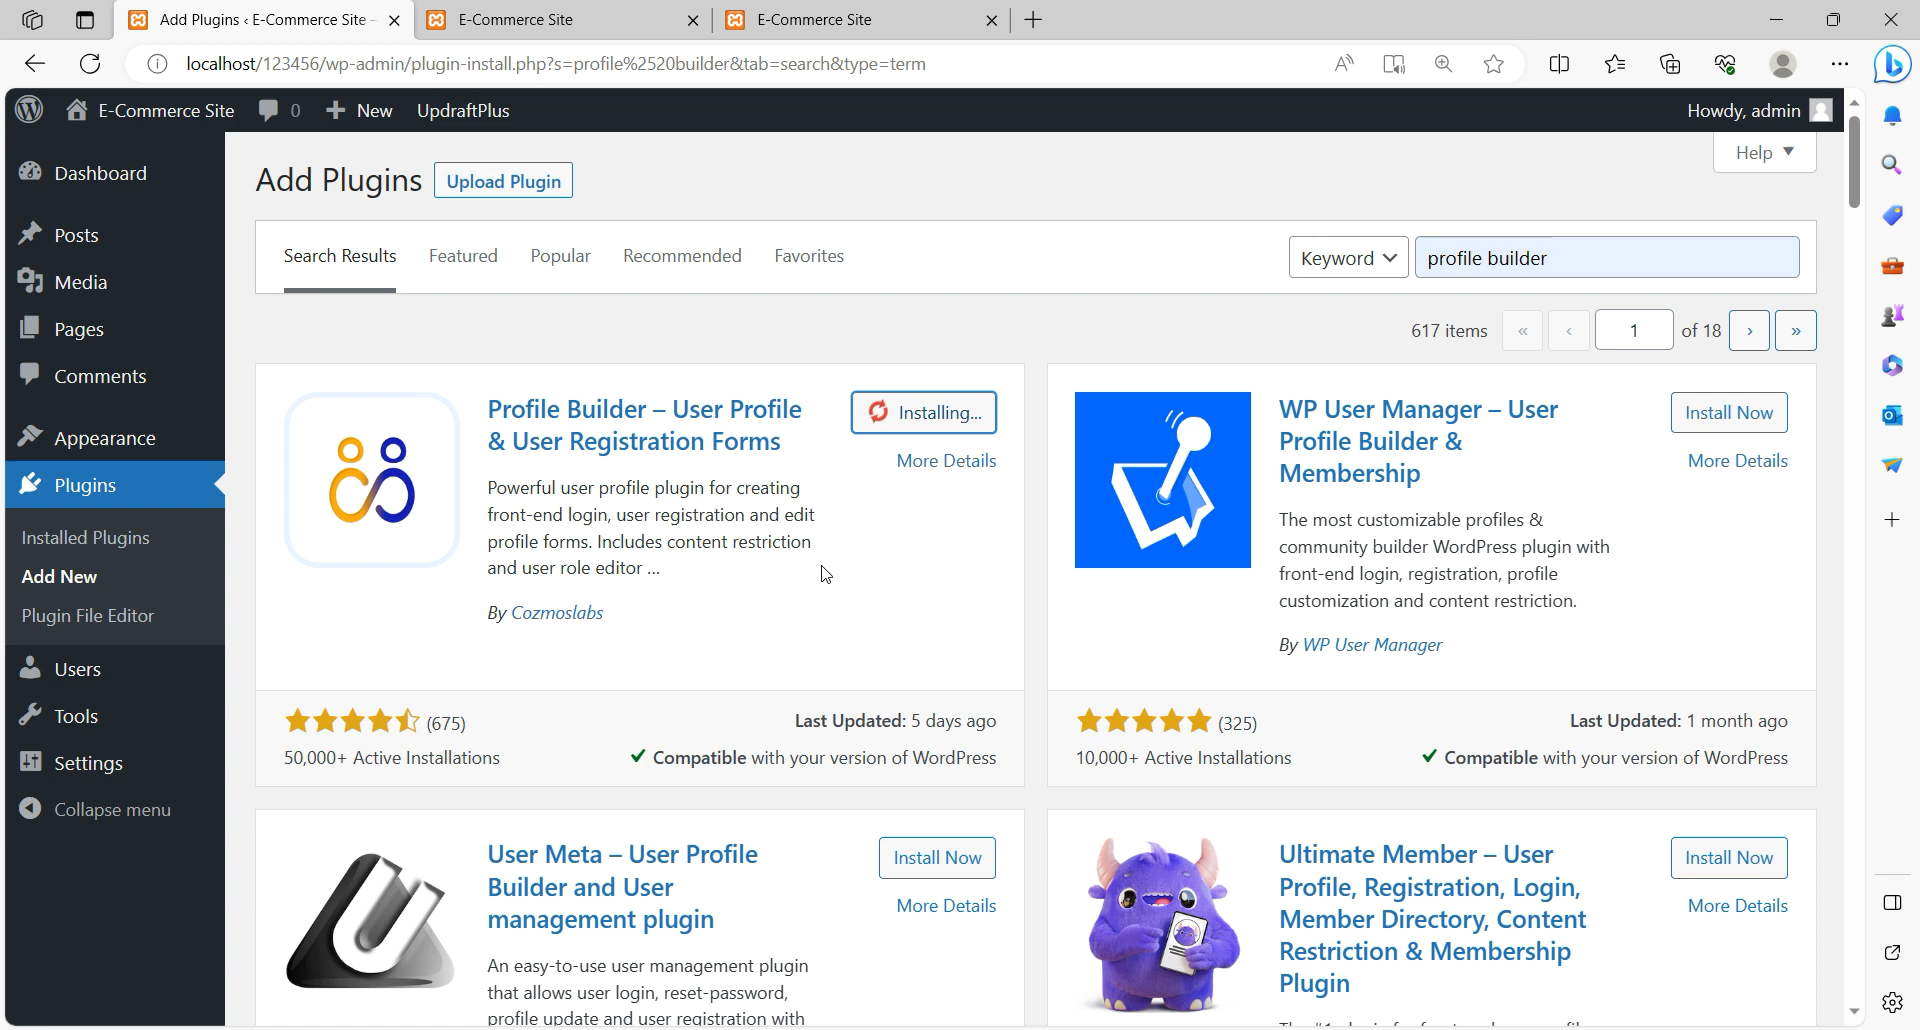 Add Plugins ‹ E-Commerce Site -
E-Commerce Site
E-Commerce Site
localhost/123456/wp-admin/plugin-install.php?s=profile%2520builder&tab=search&type=term
E-Commerce Site
0
New
UpdraftPlus
Howdy, admin
Dashboard
Posts
Media
Pages
Comments
Appearance
Plugins
Installed Plugins
Add New
Plugin File Editor
Users
Tools
Settings
Collapse menu
Help
Add Plugins
Upload Plugin
Search Results
Featured
Popular
Recommended
Favorites
Keyword
profile builder
617 items
«
‹
1
of 18
›
»
Profile Builder – User Profile
& User Registration Forms
Installing...
More Details
Powerful user profile plugin for creating
front-end login, user registration and edit
profile forms. Includes content restriction
and user role editor ...
By Cozmoslabs
(675)
Last Updated: 5 days ago
50,000+ Active Installations
Compatible with your version of WordPress
WP User Manager – User
Profile Builder &
Membership
Install Now
More Details
The most customizable profiles &
community builder WordPress plugin with
front-end login, registration, profile
customization and content restriction.
By WP User Manager
(325)
Last Updated: 1 month ago
10,000+ Active Installations
Compatible with your version of WordPress
User Meta – User Profile
Builder and User
management plugin
Install Now
More Details
An easy-to-use user management plugin
that allows user login, reset-password,
profile update and user registration with
Ultimate Member – User
Profile, Registration, Login,
Member Directory, Content
Restriction & Membership
Plugin
Install Now
More Details